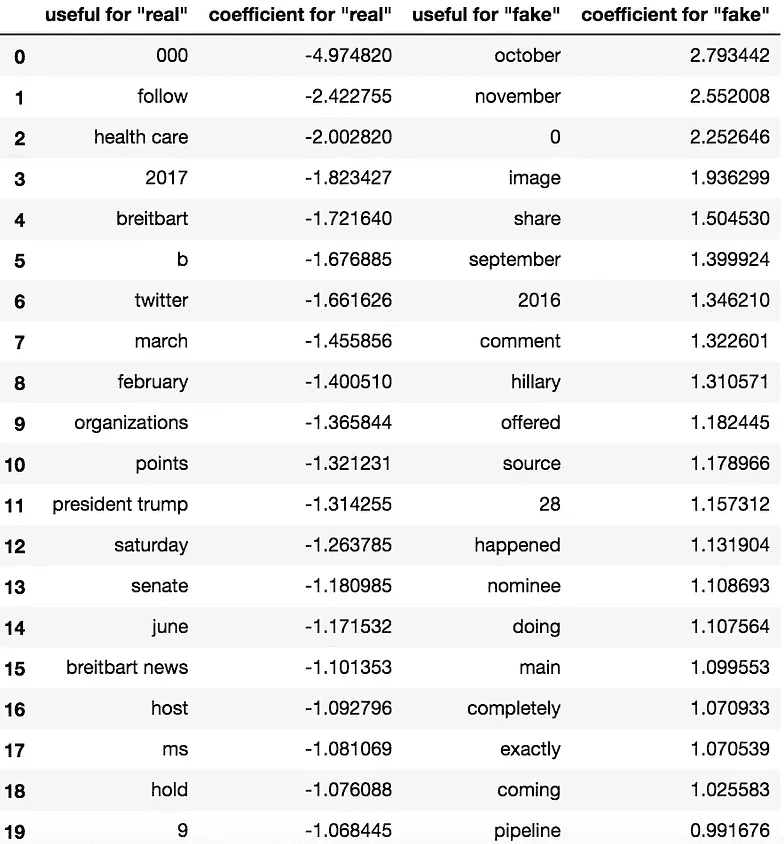 useful for "real" coefficient for "real" useful for "fake" coefficient for "fake"
0 000 -4.974820 october 2.793442
1 follow -2.422755 november 2.552008
2 health care -2.002820 0 2.252646
3 2017 -1.823427 image 1.936299
4 breitbart -1.721640 share 1.504530
5 b -1.676885 september 1.399924
6 twitter -1.661626 2016 1.346210
7 march -1.455856 comment 1.322601
8 february -1.400510 hillary 1.310571
9 organizations -1.365844 offered 1.182445
10 points -1.321231 source 1.178966
11 president trump -1.314255 28 1.157312
12 saturday -1.263785 happened 1.131904
13 senate -1.180985 nominee 1.108693
14 june -1.171532 doing 1.107564
15 breitbart news -1.101353 main 1.099553
16 host -1.092796 completely 1.070933
17 ms -1.081069 exactly 1.070539
18 hold -1.076088 coming 1.025583
19 9 -1.068445 pipeline 0.991676